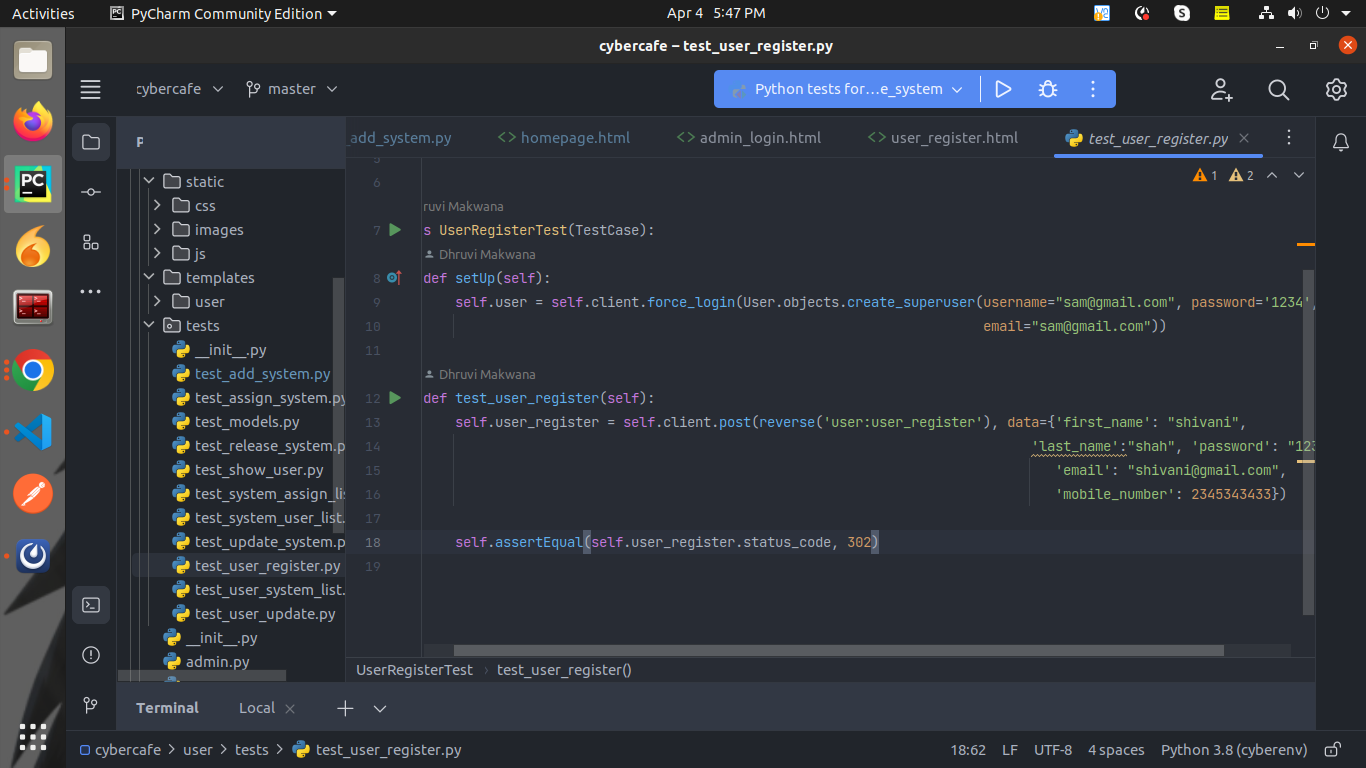 Activities PyCharm Community Edition Apr 4 5:47 PM
cybercafe – test_user_register.py
cybercafe master Python tests for...e_system
_add_system.py homepage.html admin_login.html user_register.html test_user_register.py
1 2
static
css
images
js
templates
user
tests
__init__.py
test_add_system.py
test_assign_system.py
test_models.py
test_release_system.p
test_show_user.py
test_system_assign_lis
test_system_user_list.
test_update_system.p
test_user_register.py
test_user_system_list.
test_user_update.py
__init__.py
admin.py
5
6
ruvi Makwana
7 s UserRegisterTest(TestCase):
Dhruvi Makwana
8 def setUp(self):
9 self.user = self.client.force_login(User.objects.create_superuser(username="sam@gmail.com", password='1234',
10 email="sam@gmail.com"))
11
Dhruvi Makwana
12 def test_user_register(self):
13 self.user_register = self.client.post(reverse('user:user_register'), data={'first_name': "shivani",
14 'last_name':"shah", 'password': "123
15 'email': "shivani@gmail.com",
16 'mobile_number': 2345343433})
17
18 self.assertEqual(self.user_register.status_code, 302)
19
UserRegisterTest test_user_register()
Terminal Local
cybercafe user tests test_user_register.py 18:62 LF UTF-8 4 spaces Python 3.8 (cyberenv)